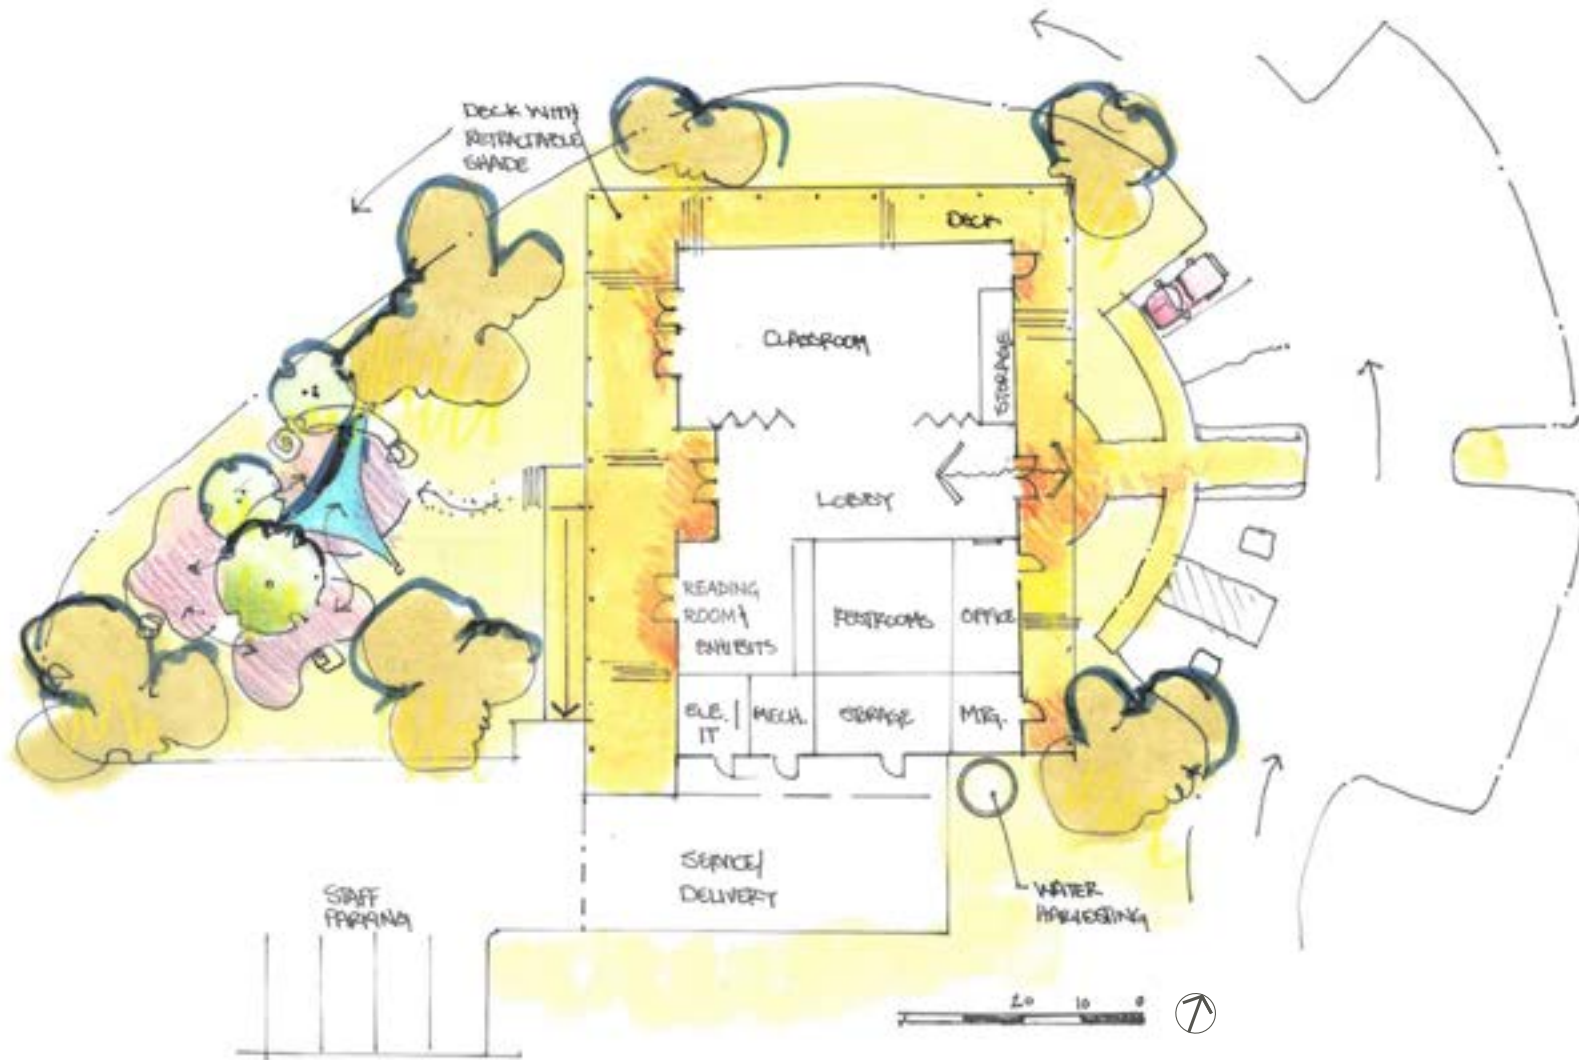 DECK WITH
RETRACTABLE
SHADE
DECK
CLASSROOM
STORAGE
LOBBY
READING
ROOM/
EXHIBITS
RESTROOMS
OFFICE
ELE.
IT
MECH.
STORAGE
MTG.
SERVICE/
DELIVERY
STAFF
PARKING
WATER
HARVESTING
20 10 0